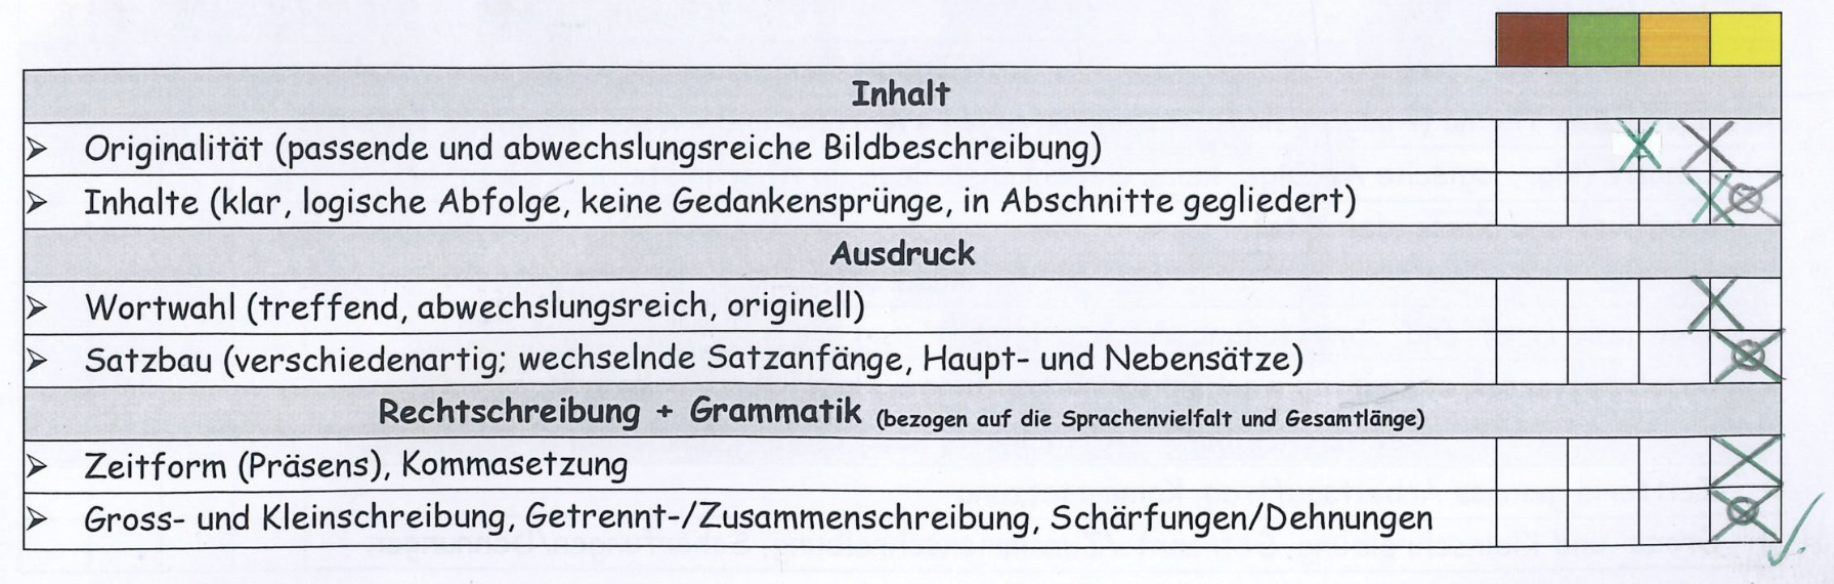 Inhalt
➢ Originalität (passende und abwechslungsreiche Bildbeschreibung)
➢ Inhalte (klar, logische Abfolge, keine Gedankensprünge, in Abschnitte gegliedert)
Ausdruck
➢ Wortwahl (treffend, abwechslungsreich, originell)
➢ Satzbau (verschiedenartig; wechselnde Satzanfänge, Haupt- und Nebensätze)
Rechtschreibung + Grammatik (bezogen auf die Sprachenvielfalt und Gesamtlänge)
➢ Zeitform (Präsens), Kommasetzung
➢ Gross- und Kleinschreibung, Getrennt-/Zusammenschreibung, Schärfungen/Dehnungen